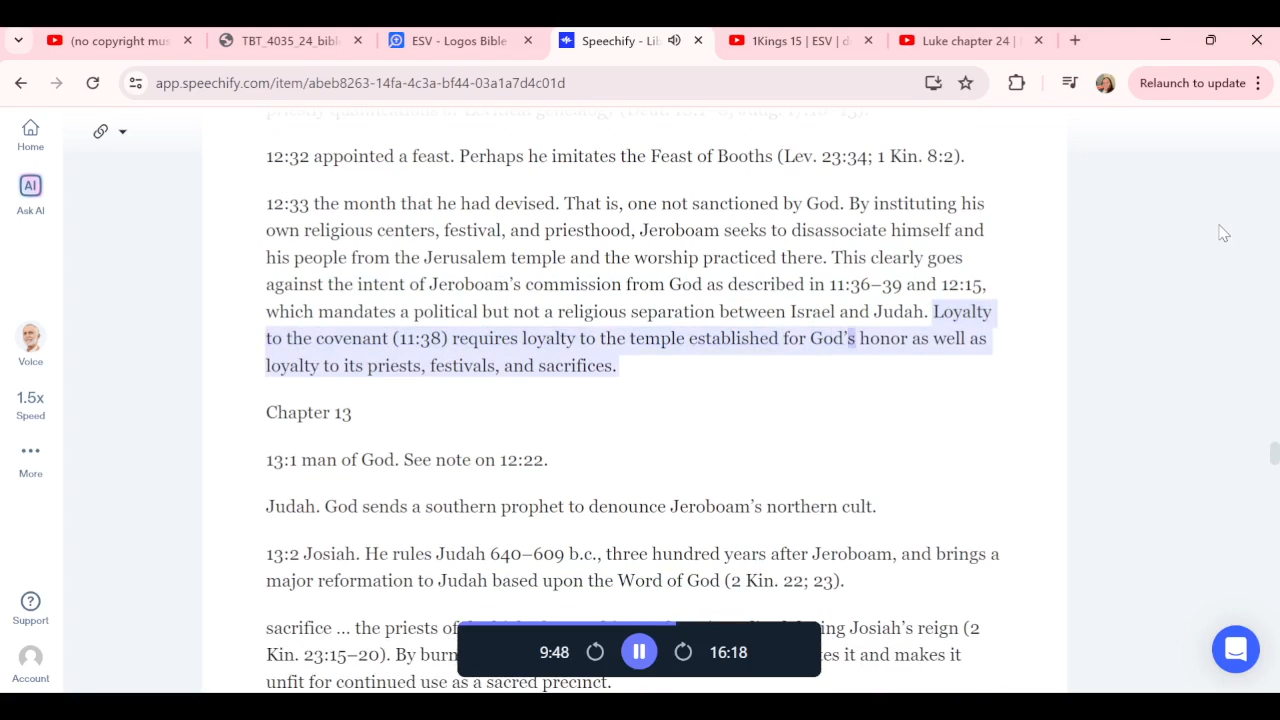 (no copyright mus
TBT_4035_24_bible
ESV - Logos Bible
Speechify - Lib
1Kings 15 | ESV | d
Luke chapter 24 |
app.speechify.com/item/abeb8263-14fa-4c3a-bf44-03a1a7d4c01d
Relaunch to update
Home
AI
Ask AI
Voice
1.5x
Speed
More
Support
Account
12:32 appointed a feast. Perhaps he imitates the Feast of Booths (Lev. 23:34; 1 Kin. 8:2).
12:33 the month that he had devised. That is, one not sanctioned by God. By instituting his
own religious centers, festival, and priesthood, Jeroboam seeks to disassociate himself and
his people from the Jerusalem temple and the worship practiced there. This clearly goes
against the intent of Jeroboam’s commission from God as described in 11:36–39 and 12:15,
which mandates a political but not a religious separation between Israel and Judah. Loyalty
to the covenant (11:38) requires loyalty to the temple established for God’s honor as well as
loyalty to its priests, festivals, and sacrifices.
Chapter 13
13:1 man of God. See note on 12:22.
Judah. God sends a southern prophet to denounce Jeroboam’s northern cult.
13:2 Josiah. He rules Judah 640–609 b.c., three hundred years after Jeroboam, and brings a
major reformation to Judah based upon the Word of God (2 Kin. 22; 23).
sacrifice … the priests of Josiah’s reign (2
Kin. 23:15–20). By it and makes it
unfit for continued use as a sacred precinct.
9:48
16:18